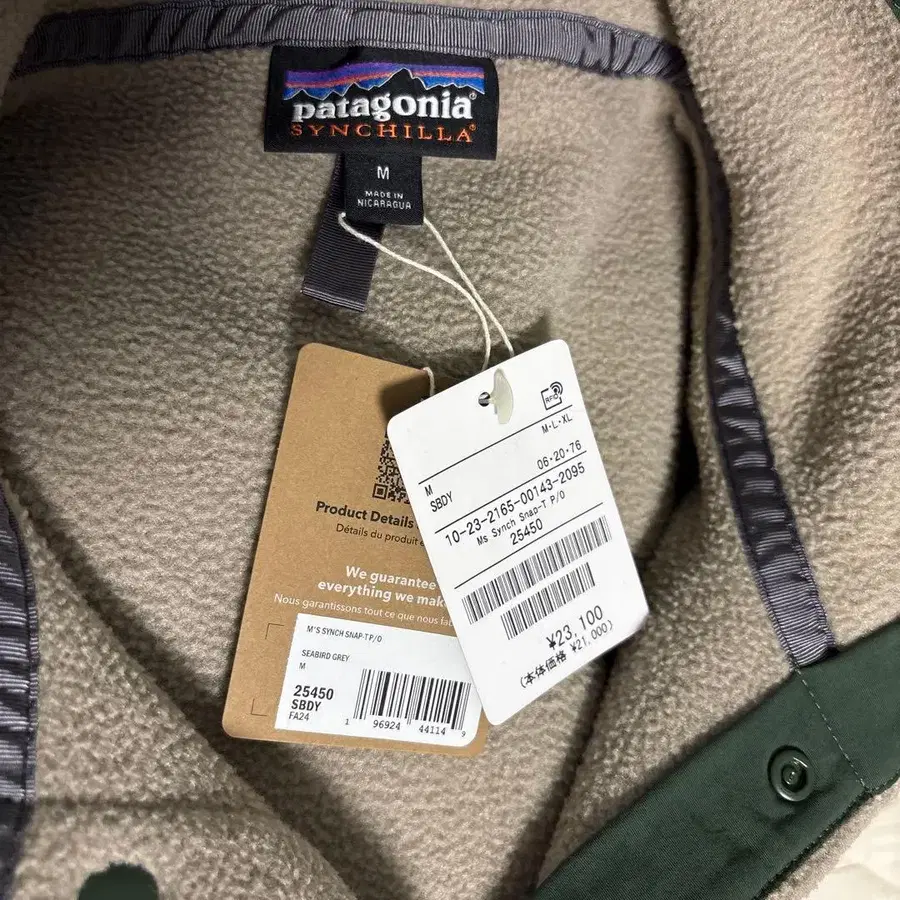 patagonia®
SYNCHILLA®
M
MADE IN
NICARAGUA
RFID
M·L·XL
M
06·20·76
SBDY
10-23-2165-00143-2095
Ms Synch Snap-T P/O
25450
¥23,100
(本体価格 ¥21,000)
Product Details
Détails du produit
We guarantee
everything we mak
Nous garantissons tout ce que nous fa
M'S SYNCH SNAP-T P/O
SEABIRD GREY
M
25450
SBDY
FA24
1 96924 44114 9